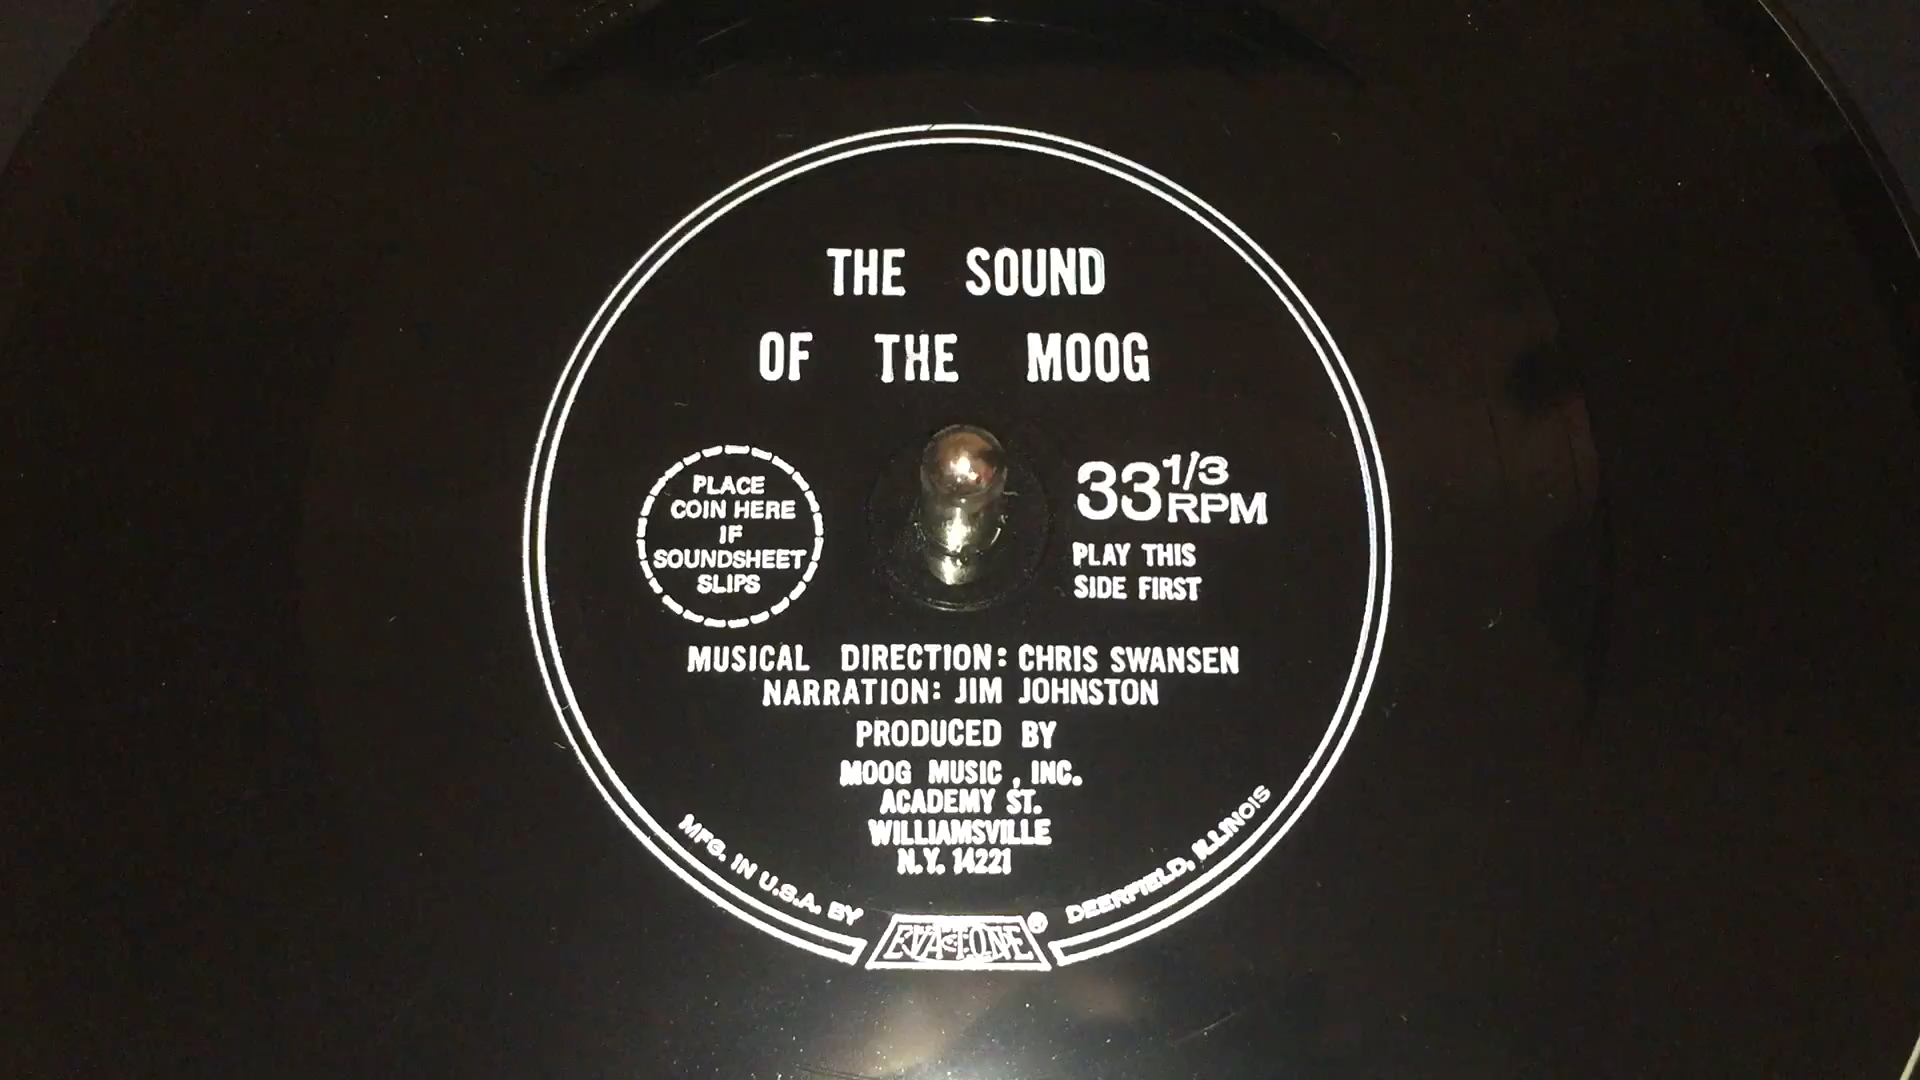 THE SOUND
OF THE MOOG
PLACE
COIN HERE
IF
SOUNDSHEET
SLIPS
33 1/3
RPM
PLAY THIS
SIDE FIRST
MUSICAL DIRECTION: CHRIS SWANSEN
NARRATION: JIM JOHNSTON
PRODUCED BY
MOOG MUSIC, INC.
ACADEMY ST.
WILLIAMSVILLE
N.Y. 14221
MFG. IN U.S.A. BY
EVA-TONE®
DEERFIELD, ILLINOIS